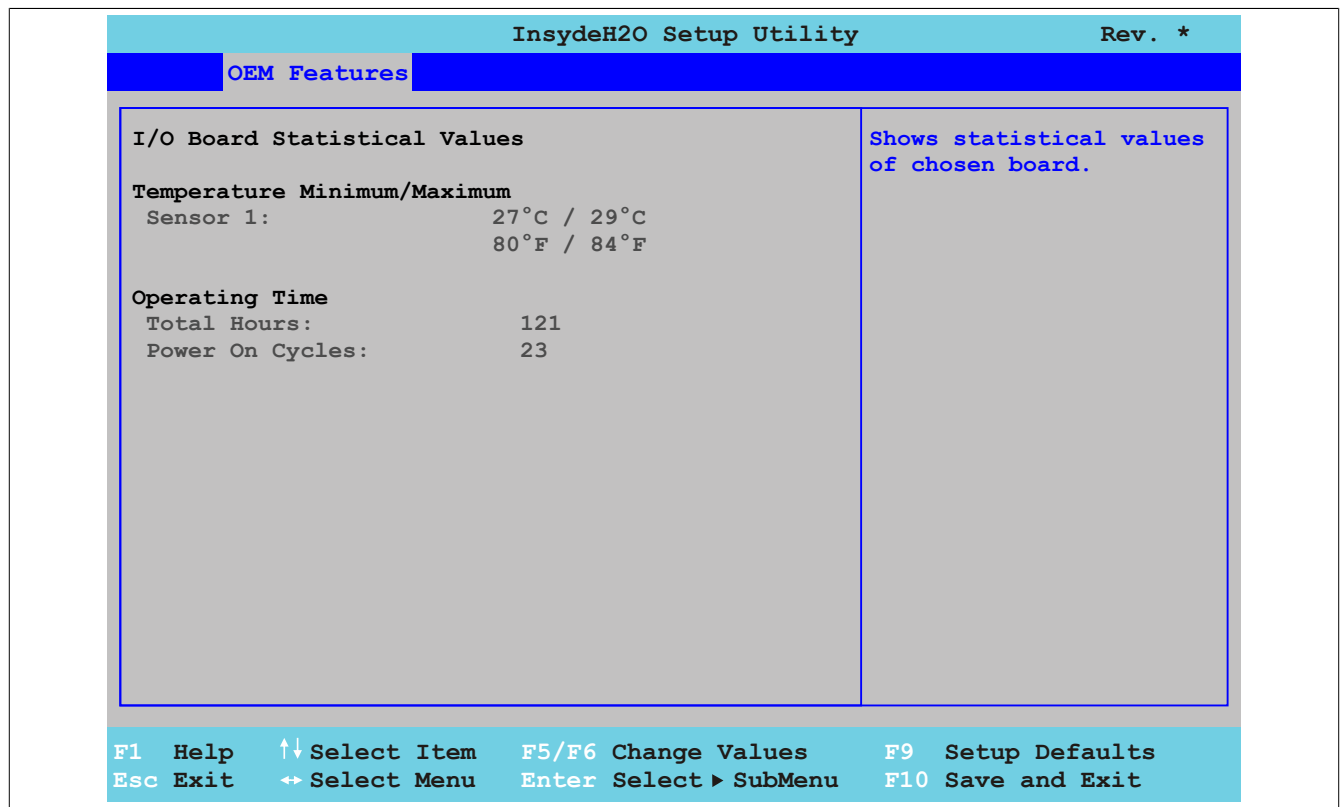 InsydeH2O Setup Utility Rev. *
OEM Features
I/O Board Statistical Values
Shows statistical values
of chosen board.
Temperature Minimum/Maximum
Sensor 1: 27°C / 29°C
80°F / 84°F
Operating Time
Total Hours: 121
Power On Cycles: 23
F1 Help ↑↓ Select Item F5/F6 Change Values F9 Setup Defaults
Esc Exit ↔ Select Menu Enter Select ▶ SubMenu F10 Save and Exit